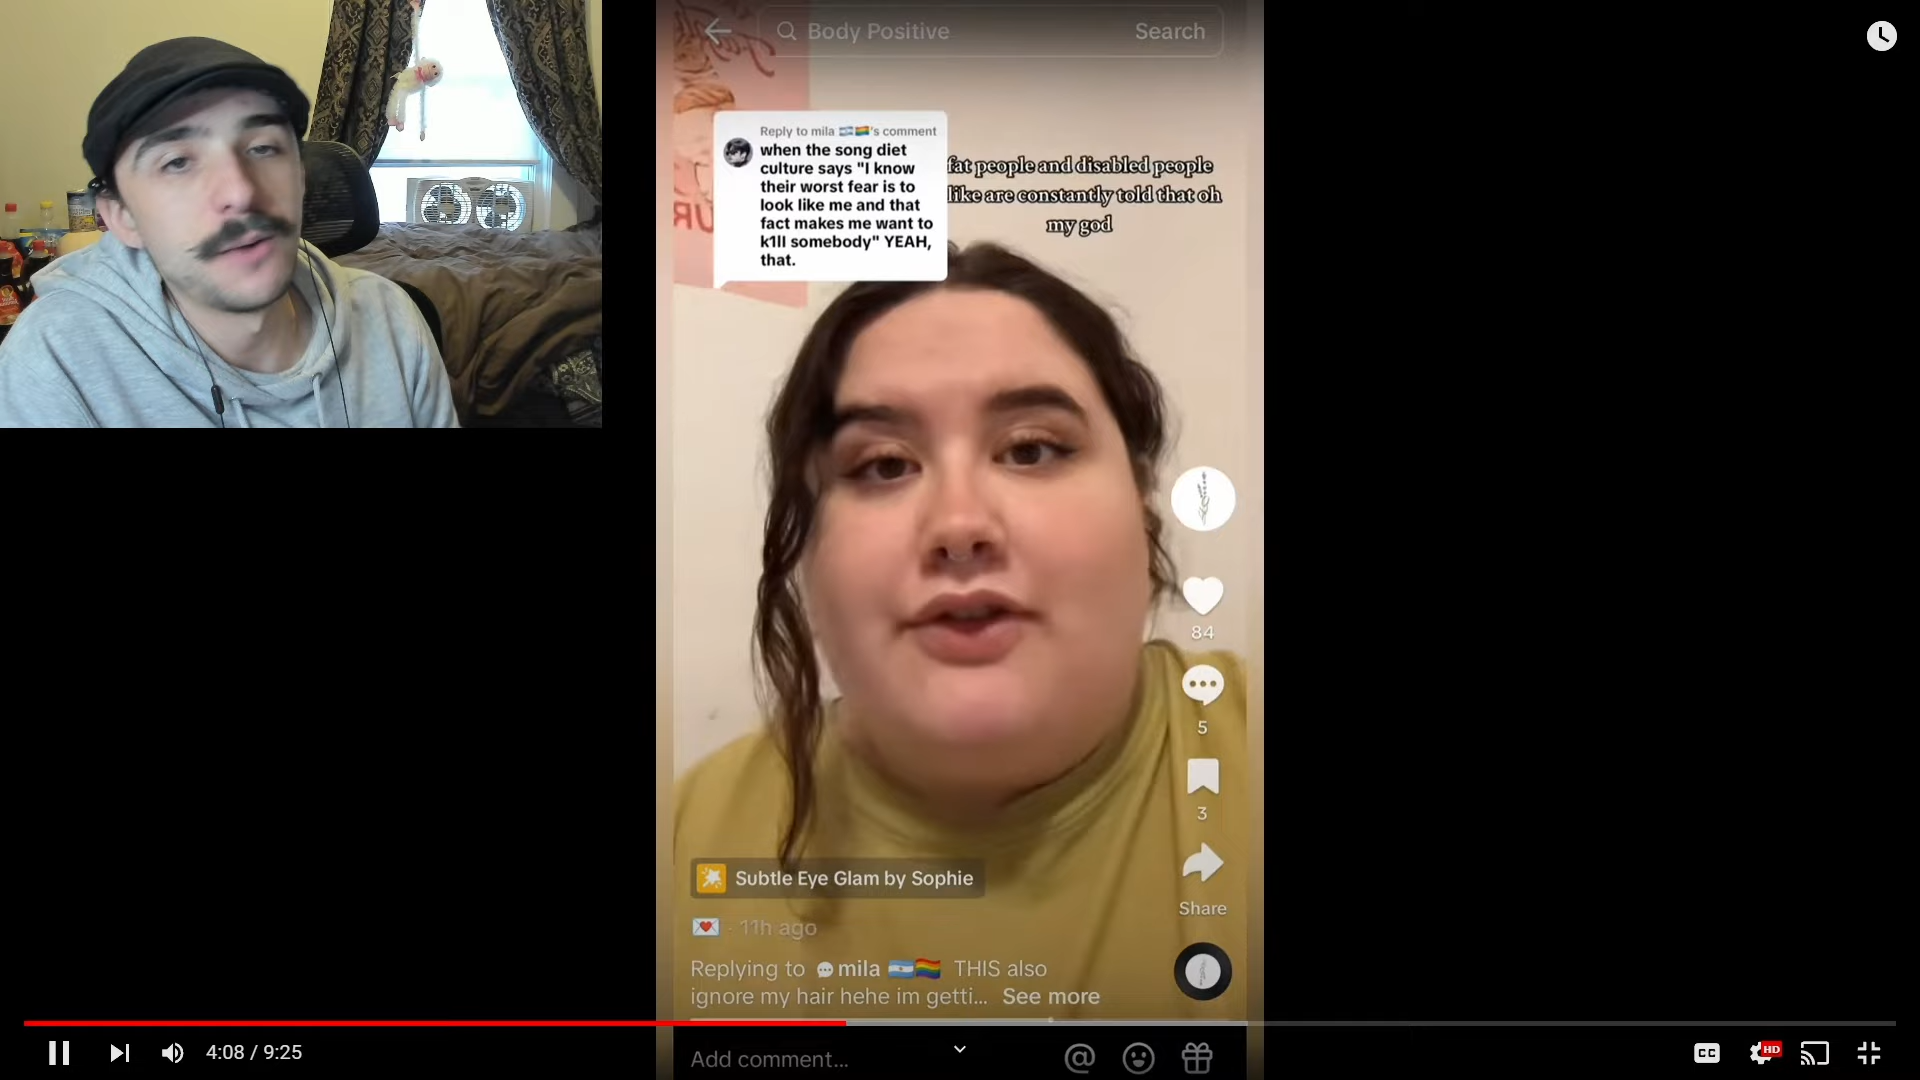 Body Positive
Search
Reply to mila 🇦🇷🏳️‍🌈's comment
when the song diet
culture says "I know
their worst fear is to
look like me and that
fact makes me want to
k1ll somebody" YEAH,
that.
fat people and disabled people
like are constantly told that oh
my god
84
5
3
Subtle Eye Glam by Sophie
💌 · 11h ago
Share
Replying to mila 🇦🇷🏳️‍🌈 THIS also
ignore my hair hehe im getti... See more
Add comment...
4:08 / 9:25
CC
HD